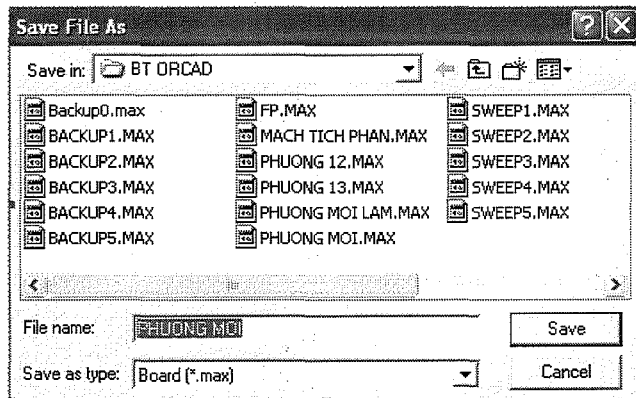 Save File As
Save in: BT ORCAD
Backup0.max
BACKUP1.MAX
BACKUP2.MAX
BACKUP3.MAX
BACKUP4.MAX
BACKUP5.MAX
FP.MAX
MACH TICH PHAN.MAX
PHUONG 12.MAX
PHUONG 13.MAX
PHUONG MOI LAM.MAX
PHUONG MOI.MAX
SWEEP1.MAX
SWEEP2.MAX
SWEEP3.MAX
SWEEP4.MAX
SWEEP5.MAX
File name: PHUONG MOI
Save
Save as type: Board (*.max)
Cancel